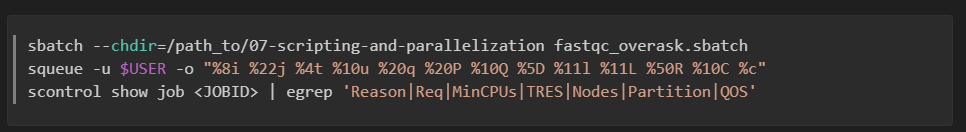 sbatch --chdir=/path_to/07-scripting-and-parallelization fastqc_overask.sbatch
squeue -u $USER -o "%8i %22j %4t %10u %20q %20P %10Q %5D %11l %11L %50R %10C %c"
scontrol show job <JOBID> | egrep 'Reason|Req|MinCPUs|TRES|Nodes|Partition|QOS'